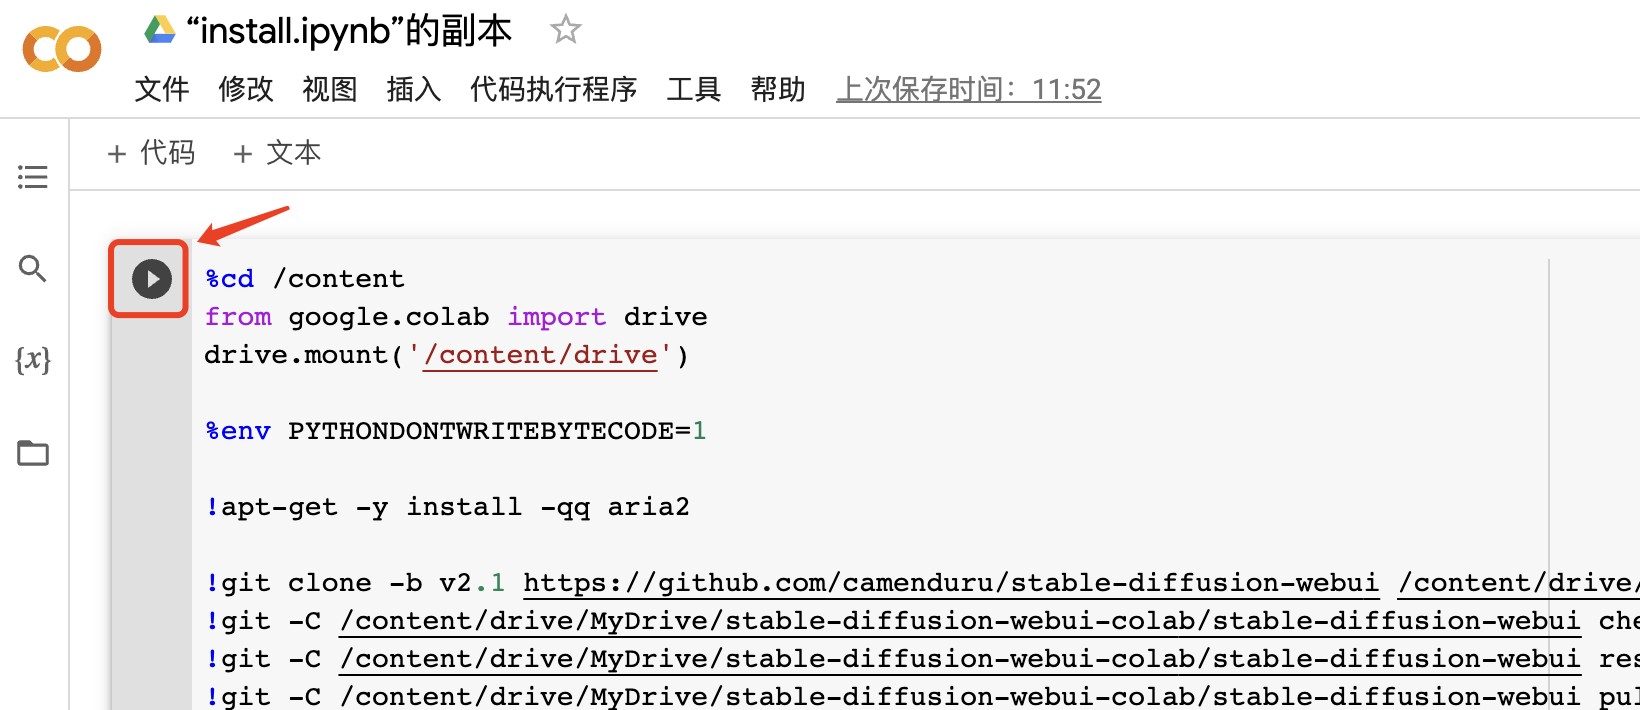 “install.ipynb”的副本
文件 修改 视图 插入 代码执行程序 工具 帮助 上次保存时间：11:52
+ 代码 + 文本
{x}
%cd /content
from google.colab import drive
drive.mount('/content/drive')
%env PYTHONDONTWRITEBYTECODE=1
!apt-get -y install -qq aria2
!git clone -b v2.1 https://github.com/camenduru/stable-diffusion-webui /content/drive/
!git -C /content/drive/MyDrive/stable-diffusion-webui-colab/stable-diffusion-webui che
!git -C /content/drive/MyDrive/stable-diffusion-webui-colab/stable-diffusion-webui res
!git -C /content/drive/MyDrive/stable-diffusion-webui-colab/stable-diffusion-webui pul